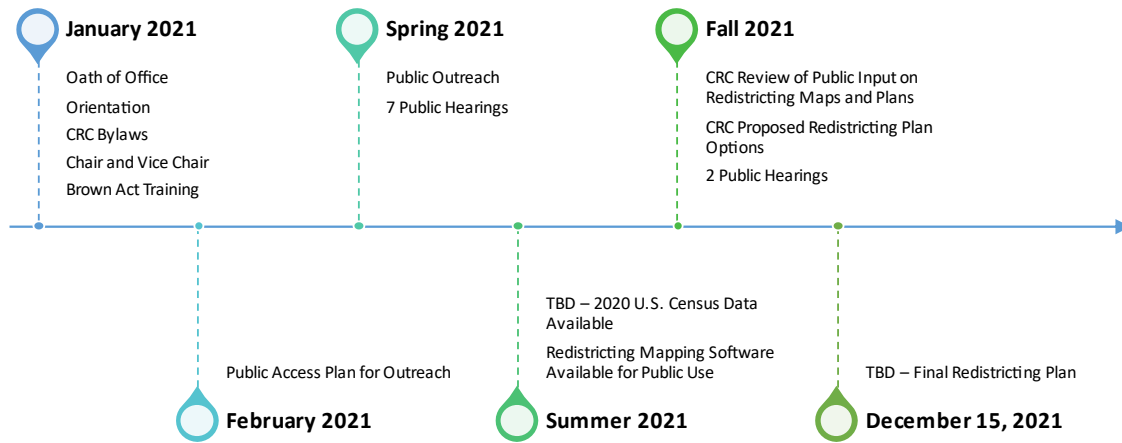 January 2021
Oath of Office
Orientation
CRC Bylaws
Chair and Vice Chair
Brown Act Training
Spring 2021
Public Outreach
7 Public Hearings
Fall 2021
CRC Review of Public Input on
Redistricting Maps and Plans
CRC Proposed Redistricting Plan
Options
2 Public Hearings
Public Access Plan for Outreach
February 2021
TBD – 2020 U.S. Census Data
Available
Redistricting Mapping Software
Available for Public Use
Summer 2021
TBD – Final Redistricting Plan
December 15, 2021